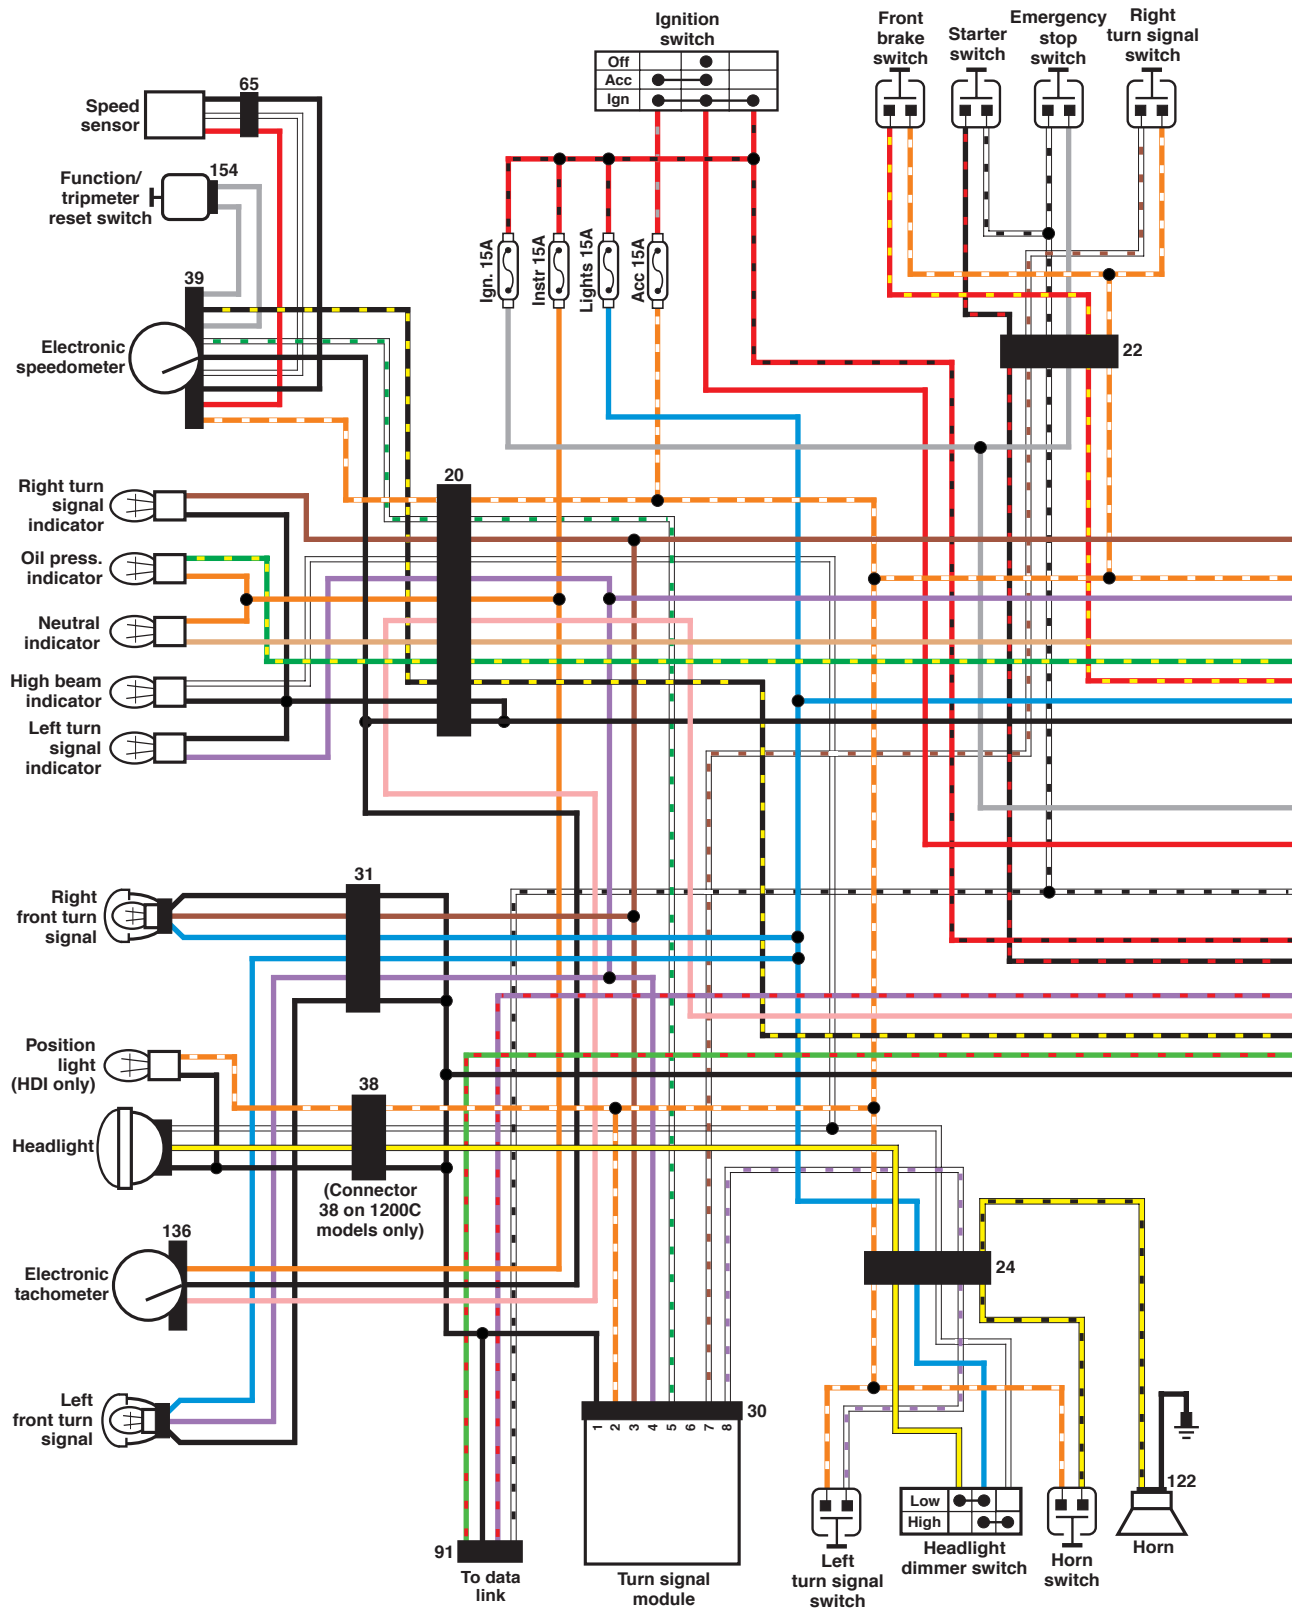 Ignition
switch
Off
Acc
Ign
Front
brake
switch
Starter
switch
Emergency
stop
switch
Right
turn signal
switch
65
Speed
sensor
154
Function/
tripmeter
reset switch
39
Electronic
speedometer
Ign. 15A
Instr 15A
Lights 15A
Acc 15A
22
20
Right turn
signal
indicator
Oil press.
indicator
Neutral
indicator
High beam
indicator
Left turn
signal
indicator
31
Right
front turn
signal
Position
light
(HDI only)
38
Headlight
(Connector
38 on 1200C
models only)
136
Electronic
tachometer
24
Left
front turn
signal
30
1 2 3 4 5 6 7 8
91
To data
link
Turn signal
module
Left
turn signal
switch
Low
High
Headlight
dimmer switch
Horn
switch
122
Horn